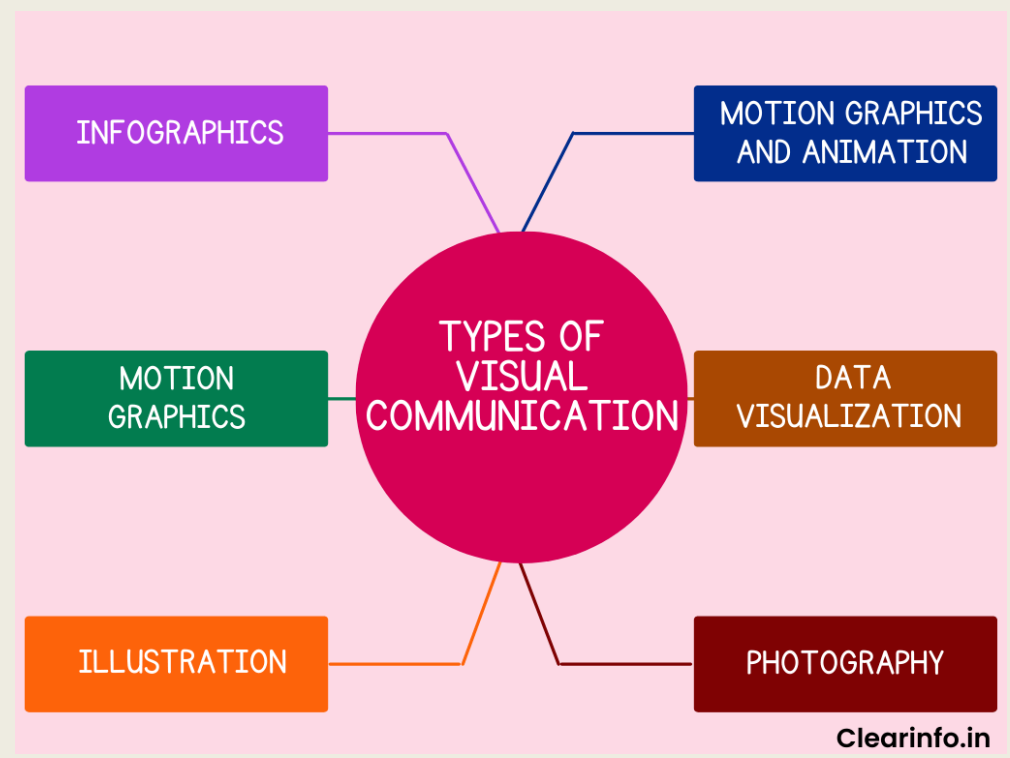 INFOGRAPHICS
MOTION GRAPHICS
AND ANIMATION
TYPES OF
VISUAL
COMMUNICATION
MOTION
GRAPHICS
DATA
VISUALIZATION
ILLUSTRATION
PHOTOGRAPHY
Clearinfo.in